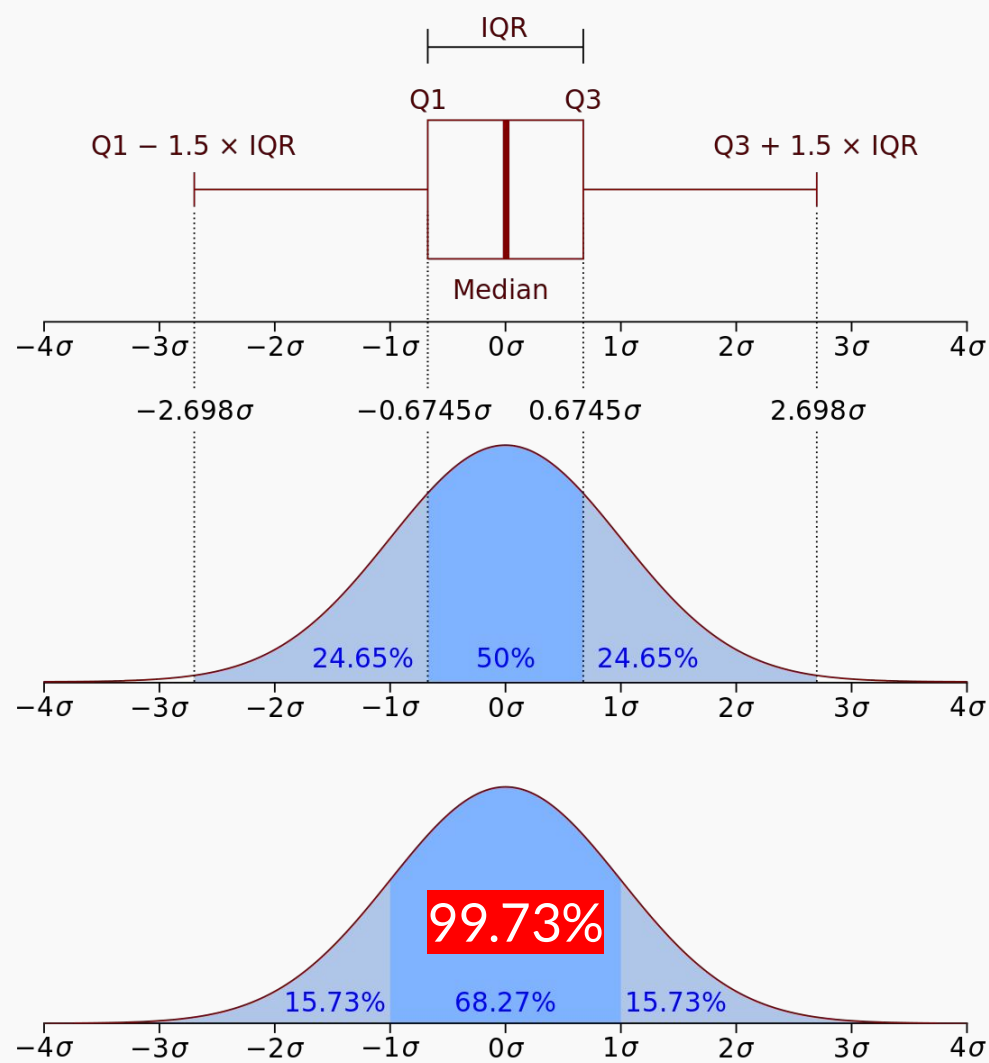 IQR
Q1 Q3
Q1 − 1.5 × IQR Q3 + 1.5 × IQR
Median
−4σ −3σ −2σ −1σ 0σ 1σ 2σ 3σ 4σ
−2.698σ −0.6745σ 0.6745σ 2.698σ
24.65% 50% 24.65%
−4σ −3σ −2σ −1σ 0σ 1σ 2σ 3σ 4σ
99.73%
15.73% 68.27% 15.73%
−4σ −3σ −2σ −1σ 0σ 1σ 2σ 3σ 4σ